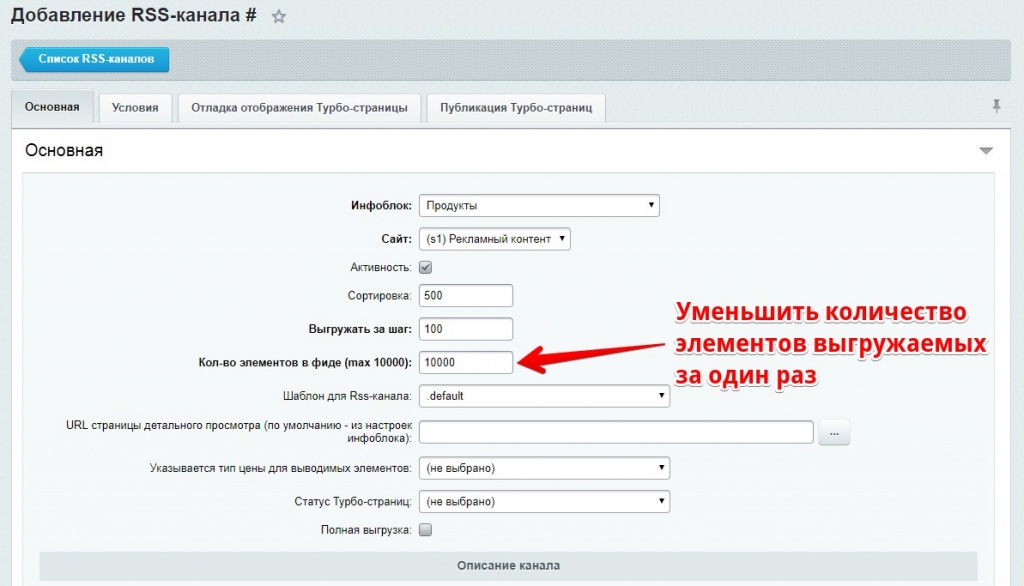 Добавление RSS-канала #
Список RSS-каналов
Основная
Условия
Отладка отображения Турбо-страницы
Публикация Турбо-страниц
Основная
Инфоблок: Продукты
Сайт: (s1) Рекламный контент
Активность:
Сортировка: 500
Выгружать за шаг: 100
Кол-во элементов в фиде (max 10000): 10000
Уменьшить количество
элементов выгружаемых
за один раз
Шаблон для Rss-канала: .default
URL страницы детального просмотра (по умолчанию - из настроек
инфоблока):
...
Указывается тип цены для выводимых элементов: (не выбрано)
Статус Турбо-страниц: (не выбрано)
Полная выгрузка:
Описание канала